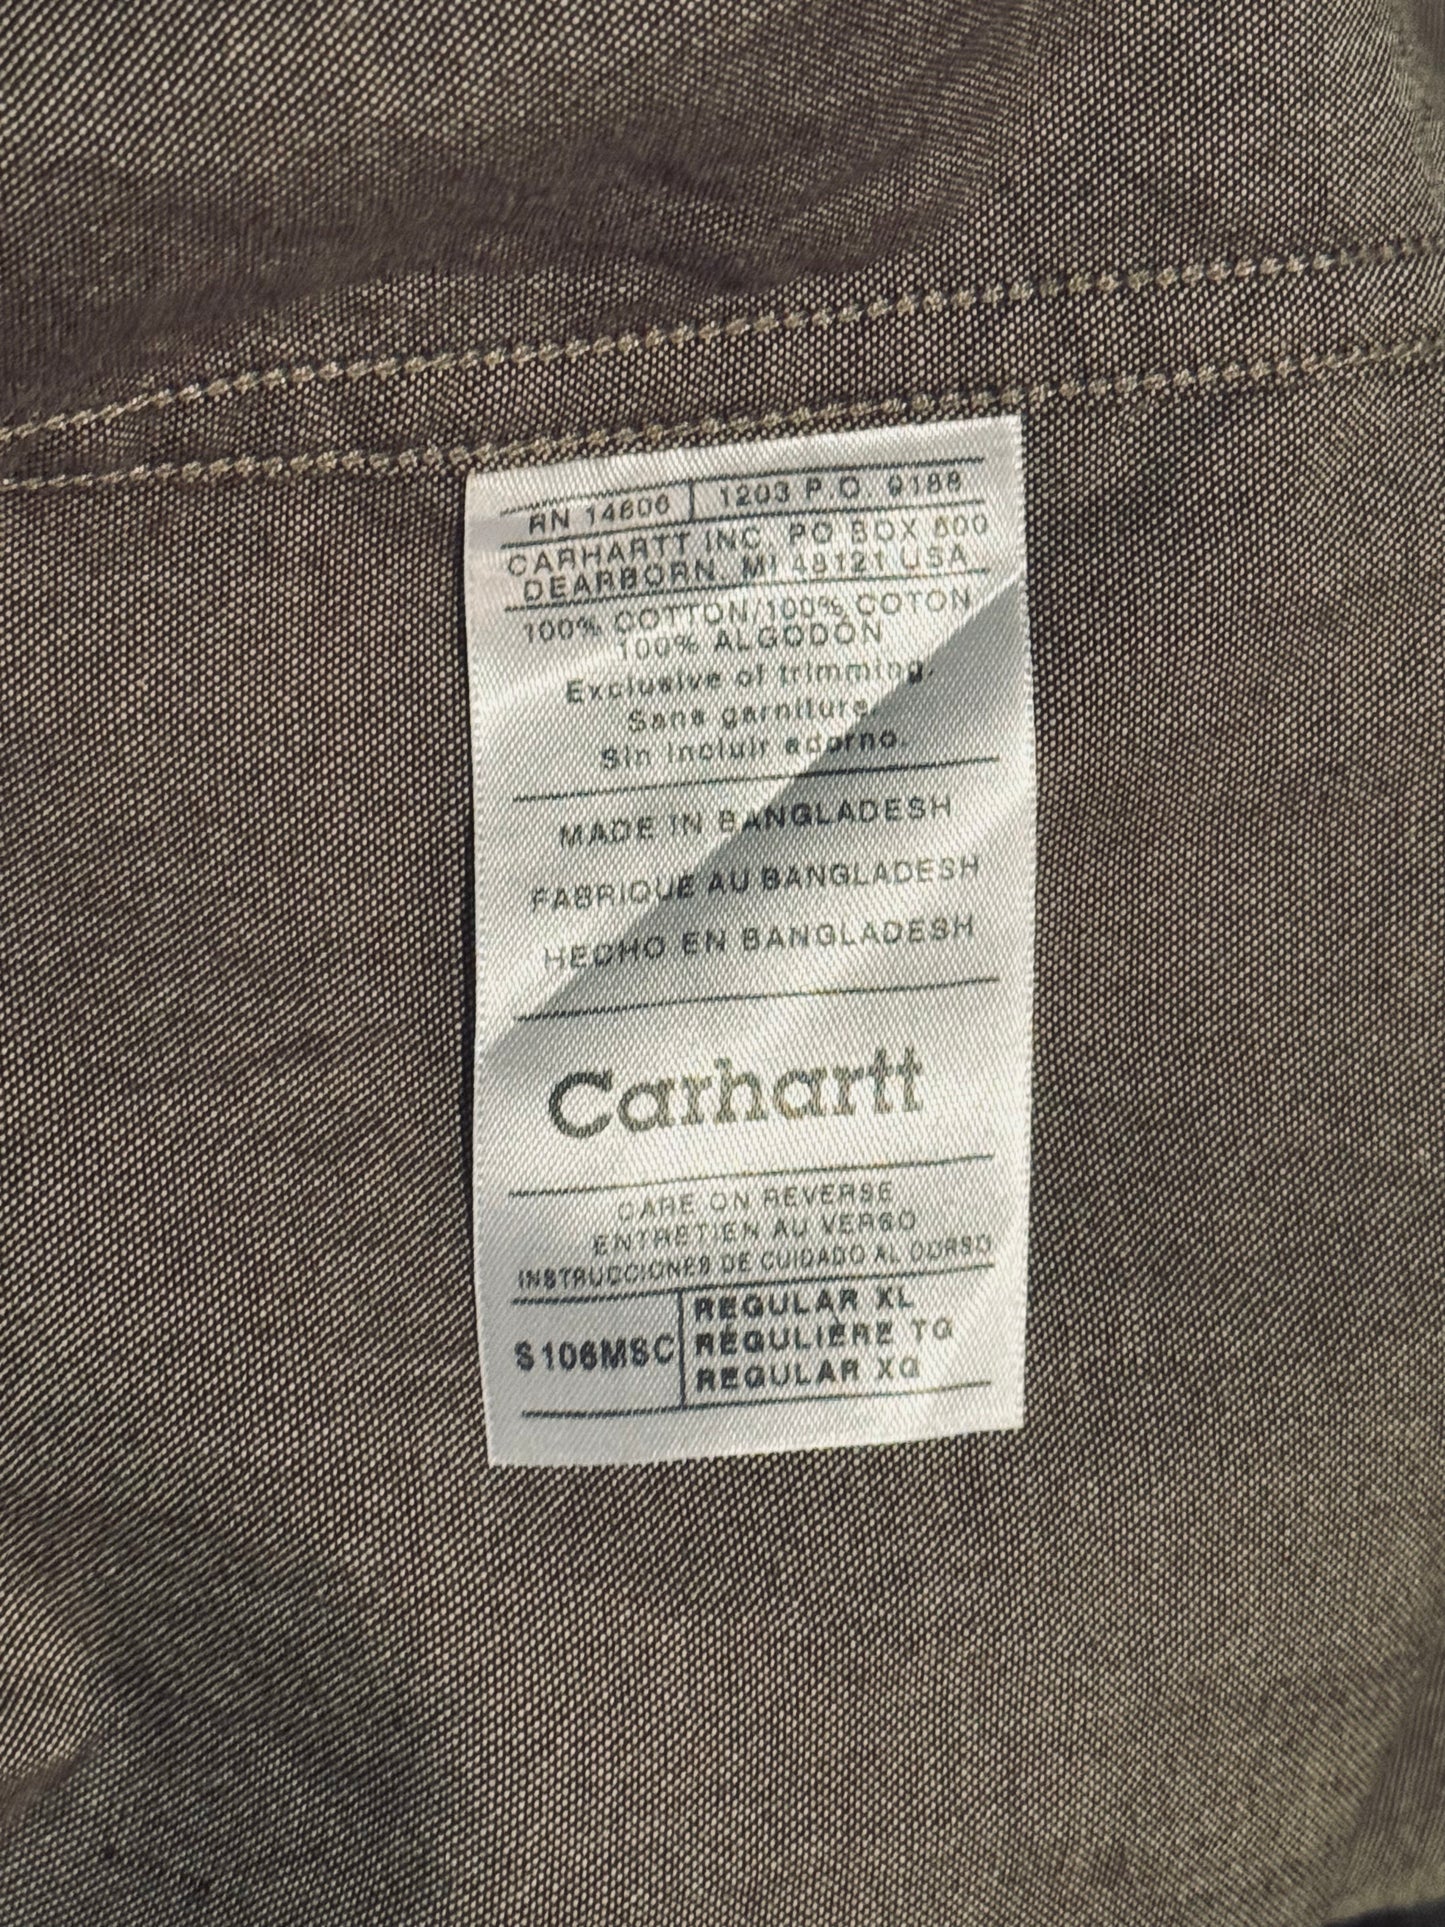 RN 14806 | 1203 P.O. 9188
CARHARTT INC PO BOX 600
DEARBORN, MI 48121 USA
100% COTTON/100% COTON
100% ALGODÓN
Exclusive of trimming.
Sans garniture.
Sin incluir adorno.
MADE IN BANGLADESH
FABRIQUÉ AU BANGLADESH
HECHO EN BANGLADESH
Carhartt
CARE ON REVERSE
ENTRETIEN AU VERSO
INSTRUCCIONES DE CUIDADO AL DORSO
S106MSC
REGULAR XL
RÉGULIÈRE TG
REGULAR XG